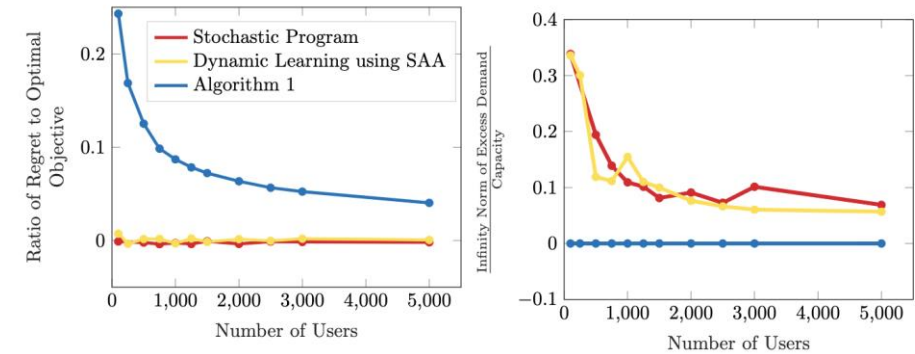 Ratio of Regret to Optimal
Objective
0.2
0.1
0
Stochastic Program
Dynamic Learning using SAA
Algorithm 1
0 1,000 2,000 3,000 4,000 5,000
Number of Users
Infinity Norm of Excess Demand
Capacity
0.4
0.3
0.2
0.1
0
−0.1
0 1,000 2,000 3,000 4,000 5,000
Number of Users